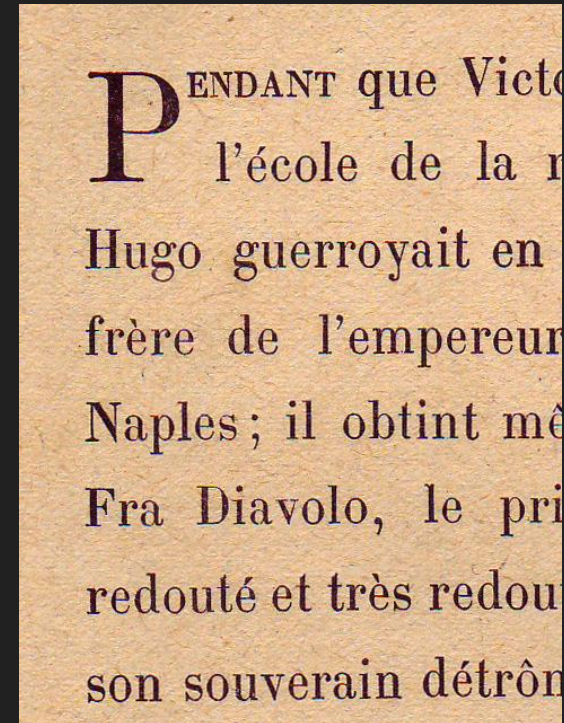 PENDANT que Victo
l'école de la
Hugo guerroyait en
frère de l'empereur
Naples ; il obtint mê
Fra Diavolo, le pri
redouté et très redou
son souverain détrôn